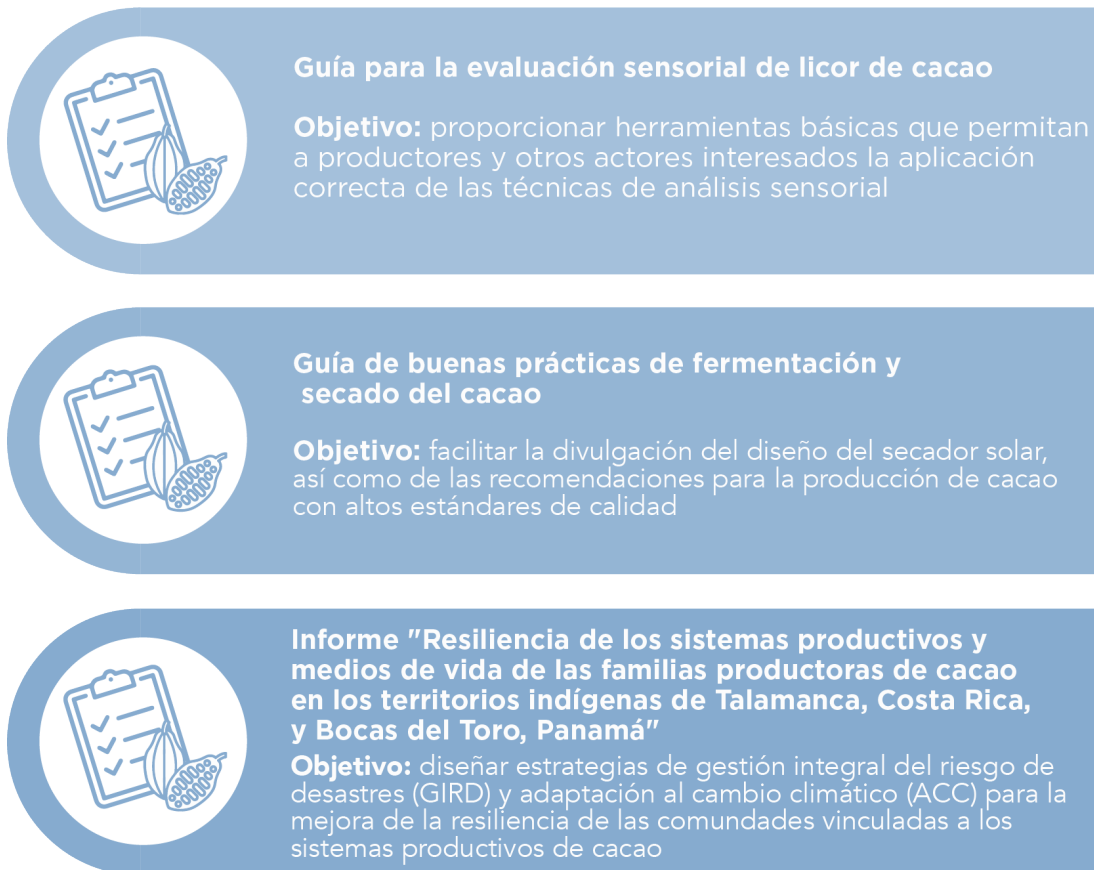 Guía para la evaluación sensorial de licor de cacao
Objetivo: proporcionar herramientas básicas que permitan
a productores y otros actores interesados la aplicación
correcta de las técnicas de análisis sensorial
Guía de buenas prácticas de fermentación y
secado del cacao
Objetivo: facilitar la divulgación del diseño del secador solar,
así como de las recomendaciones para la producción de cacao
con altos estándares de calidad
Informe "Resiliencia de los sistemas productivos y
medios de vida de las familias productoras de cacao
en los territorios indígenas de Talamanca, Costa Rica,
y Bocas del Toro, Panamá"
Objetivo: diseñar estrategias de gestión integral del riesgo de
desastres (GIRD) y adaptación al cambio climático (ACC) para la
mejora de la resiliencia de las comundades vinculadas a los
sistemas productivos de cacao